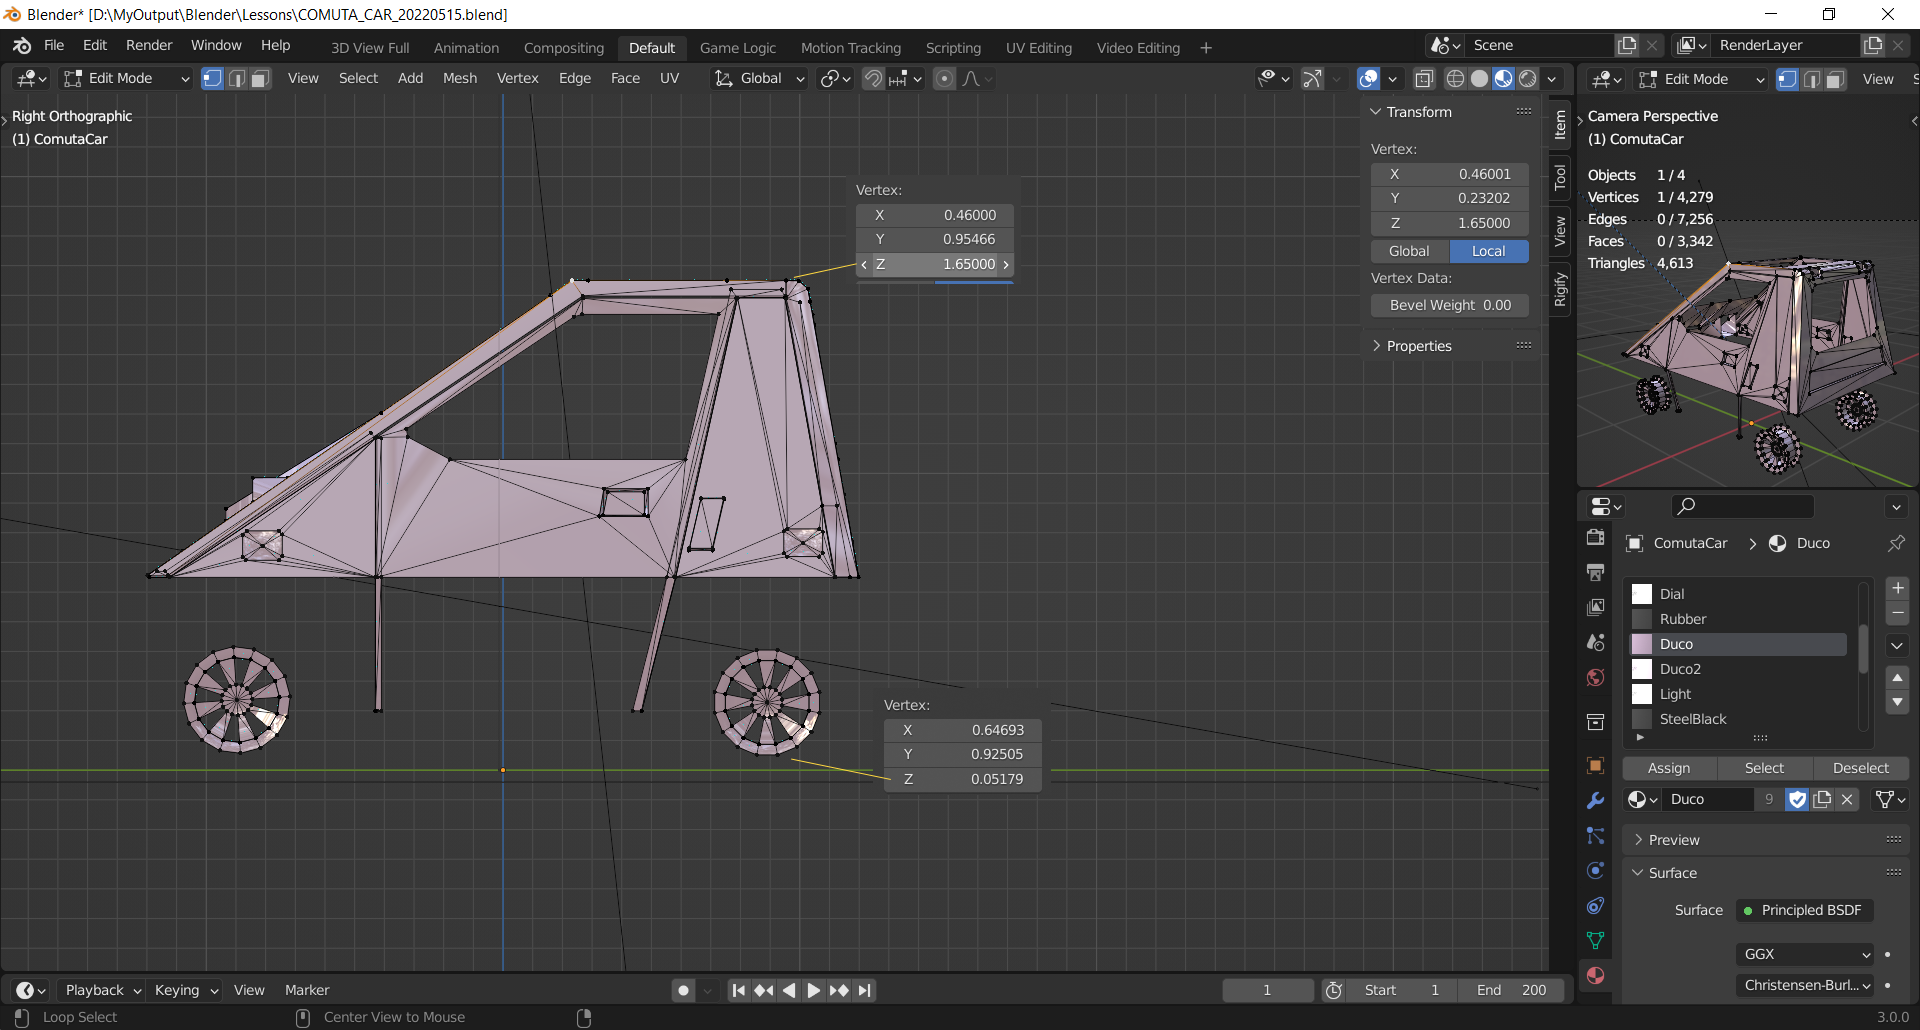 Blender* [D:\MyOutput\Blender\Lessons\COMUTA_CAR_20220515.blend]
File Edit Render Window Help 3D View Full Animation Compositing Default Game Logic Motion Tracking Scripting UV Editing Video Editing + Scene RenderLayer
Edit Mode View Select Add Mesh Vertex Edge Face UV Global Edit Mode View S
Right Orthographic
(1) ComutaCar
Vertex:
X 0.46000
Y 0.95466
Z 1.65000
Transform
Vertex:
X 0.46001
Y 0.23202
Z 1.65000
Global Local
Vertex Data:
Bevel Weight 0.00
Properties
Item
Tool
View
Rigify
Camera Perspective
(1) ComutaCar
Objects 1 / 4
Vertices 1 / 4,279
Edges 0 / 7,256
Faces 0 / 3,342
Triangles 4,613
Vertex:
X 0.64693
Y 0.92505
Z 0.05179
ComutaCar > Duco
Dial
Rubber
Duco
Duco2
Light
SteelBlack
Assign Select Deselect
Duco 9
Preview
Surface
Surface Principled BSDF
GGX
Christensen-Burl...
Playback Keying View Marker 1 Start 1 End 200
Loop Select Center View to Mouse 3.0.0